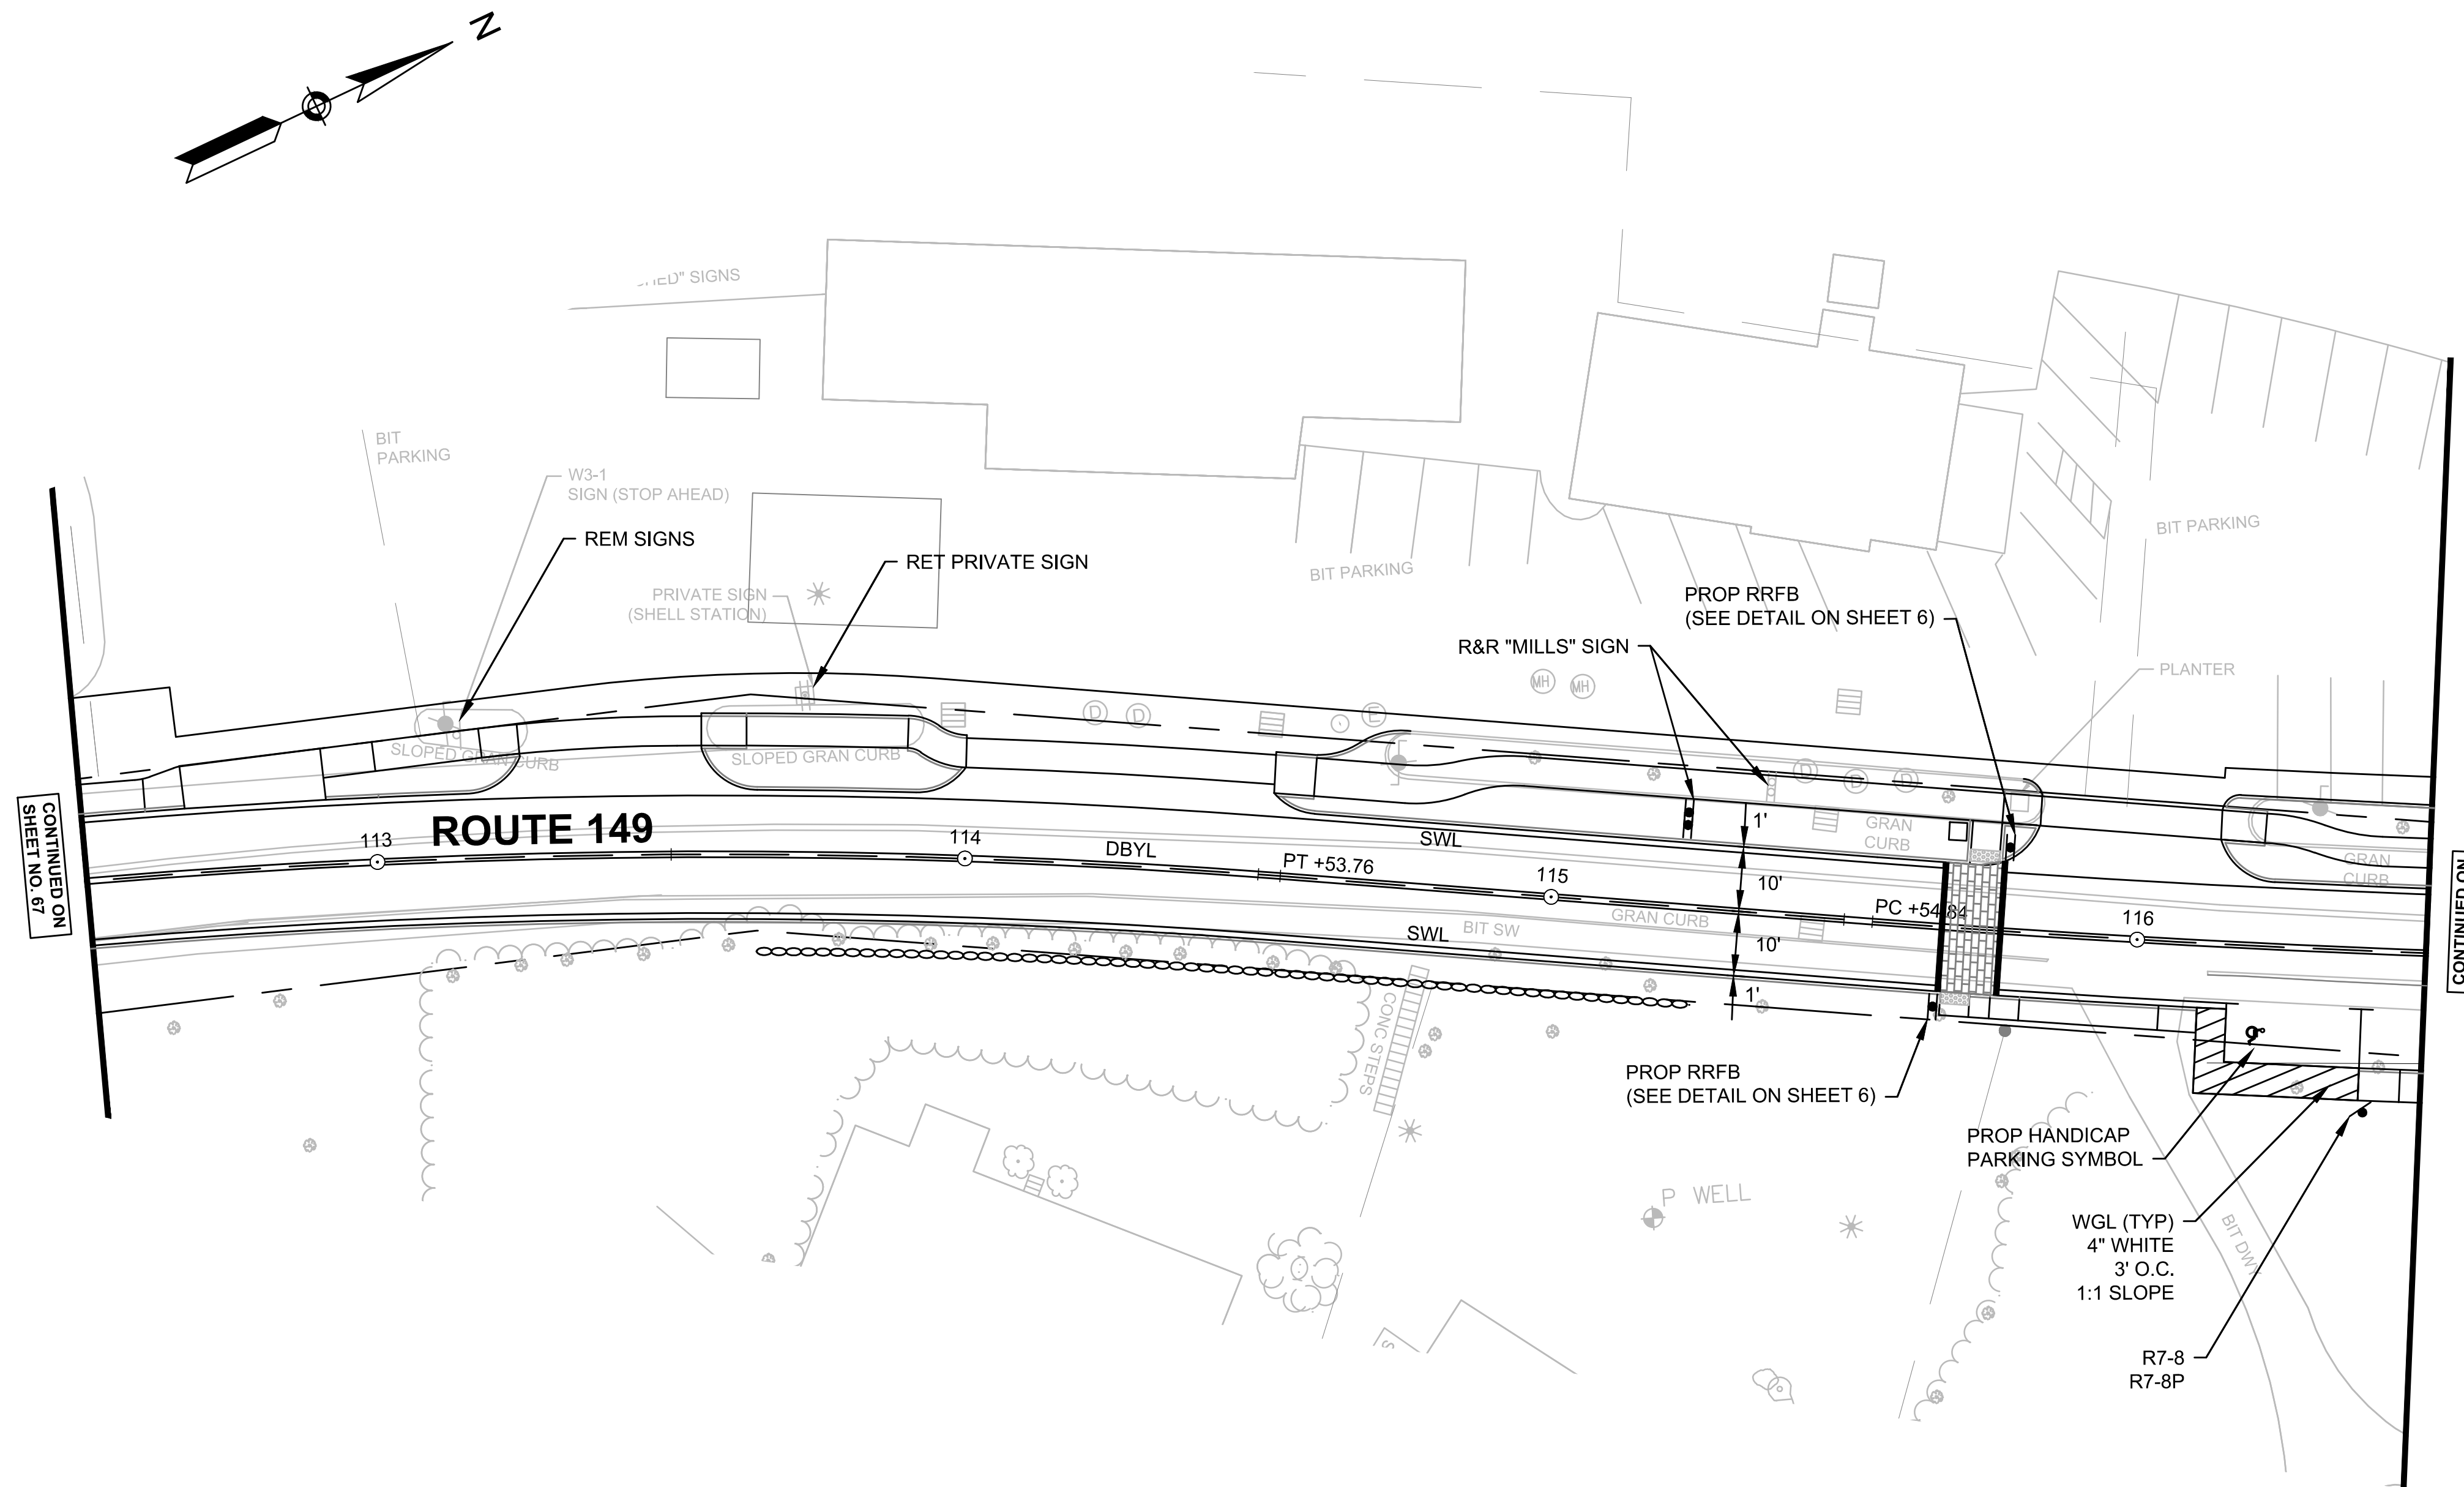 N
HED" SIGNS
BIT
PARKING
W3-1
SIGN (STOP AHEAD)
REM SIGNS
RET PRIVATE SIGN
PRIVATE SIGN
(SHELL STATION)
BIT PARKING
BIT PARKING
PROP RRFB
(SEE DETAIL ON SHEET 6)
R&R "MILLS" SIGN
PLANTER
MH
MH
D
D
E
D
D
D
SLOPED GRAN CURB
SLOPED GRAN CURB
CONTINUED ON
SHEET NO. 67
ROUTE 149
113
114
DBYL
PT +53.76
SWL
115
1'
10'
10'
1'
GRAN
CURB
GRAN
CURB
PC +54.84
116
SWL
BIT SW
GRAN CURB
CONTINUED ON
CONC STEPS
PROP RRFB
(SEE DETAIL ON SHEET 6)
PROP HANDICAP
PARKING SYMBOL
P WELL
WGL (TYP)
4" WHITE
3' O.C.
1:1 SLOPE
BIT DWY
S
R7-8
R7-8P